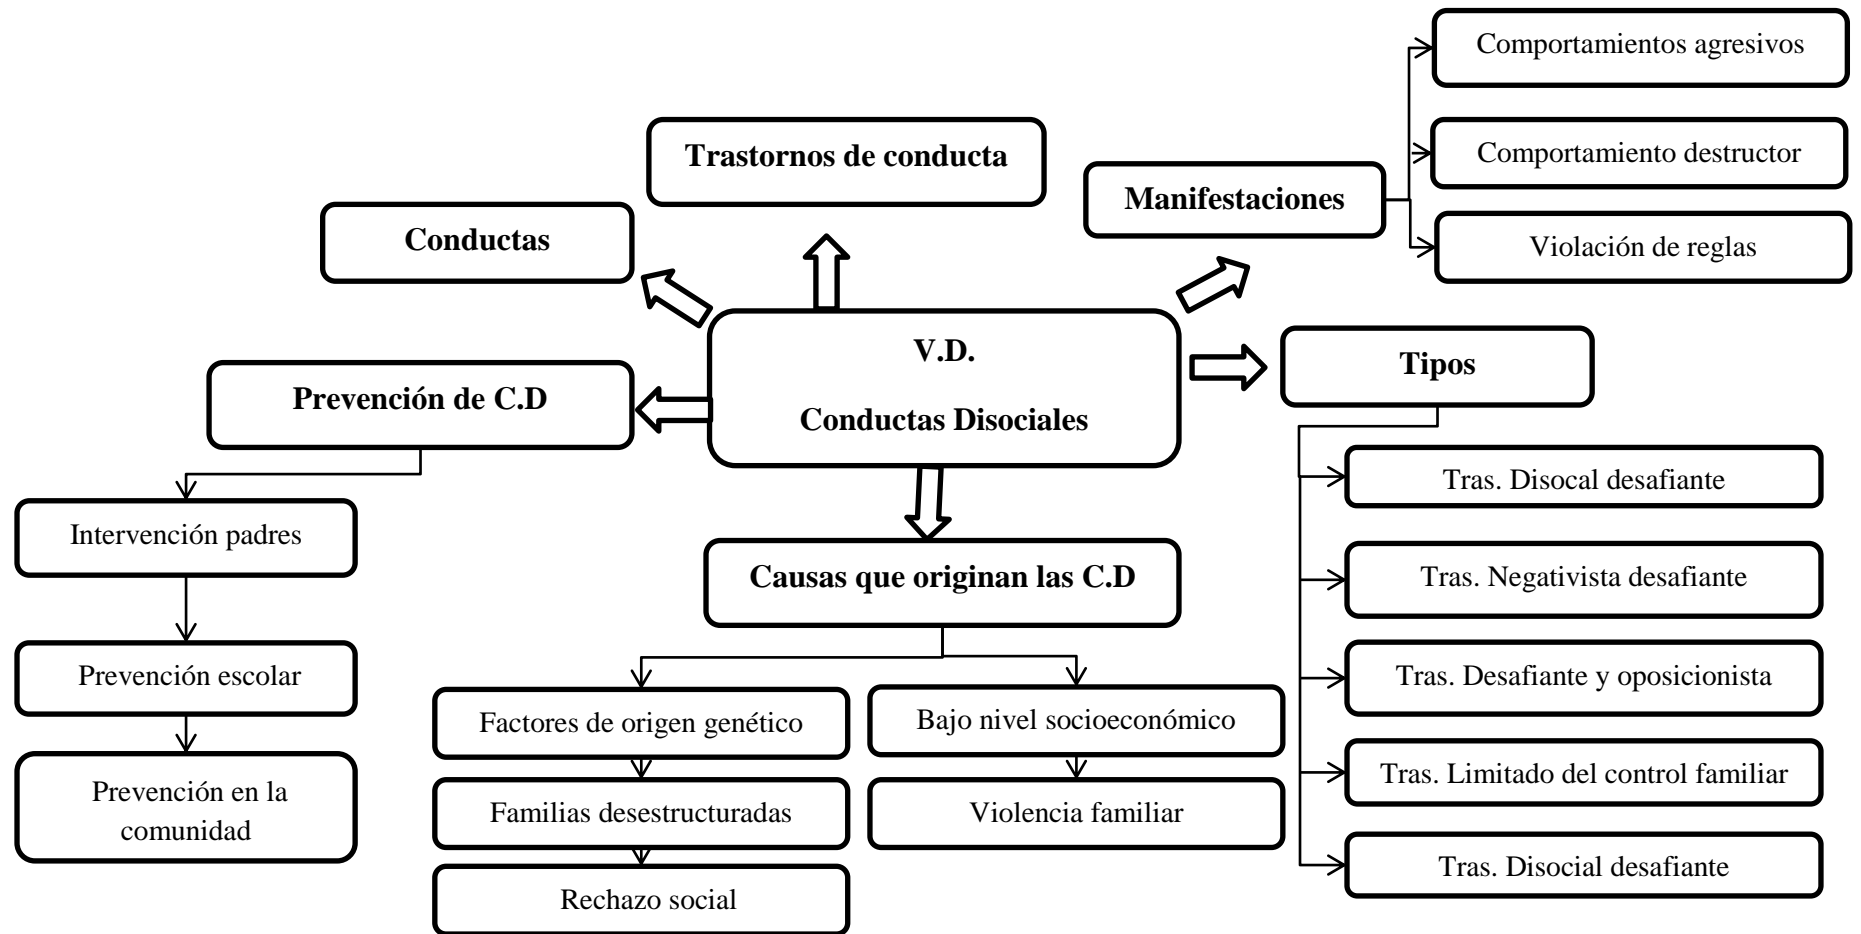 Comportamientos agresivos
Trastornos de conducta
Comportamiento destructor
Manifestaciones
Conductas
Violación de reglas
V.D.
Conductas Disociales
Tipos
Prevención de C.D
Tras. Disocal desafiante
Intervención padres
Causas que originan las C.D
Tras. Negativista desafiante
Prevención escolar
Tras. Desafiante y oposicionista
Factores de origen genético
Bajo nivel socioeconómico
Tras. Limitado del control familiar
Prevención en la
comunidad
Familias desestructuradas
Violencia familiar
Tras. Disocial desafiante
Rechazo social